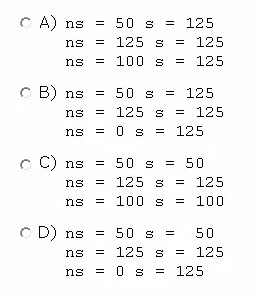 A) ns = 50 s = 125
ns = 125 s = 125
ns = 100 s = 125
B) ns = 50 s = 125
ns = 125 s = 125
ns = 0 s = 125
C) ns = 50 s = 50
ns = 125 s = 125
ns = 100 s = 100
D) ns = 50 s = 50
ns = 125 s = 125
ns = 0 s = 125